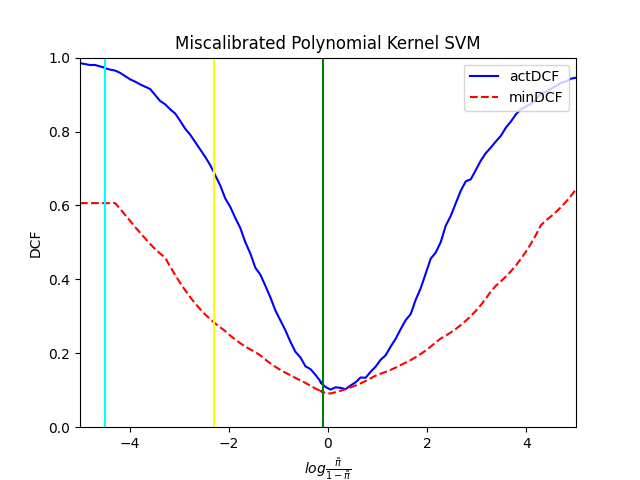 Miscalibrated Polynomial Kernel SVM
actDCF
minDCF
DCF
1.0
0.8
0.6
0.4
0.2
0.0
−4
−2
0
2
4
log π̃/(1−π̃)